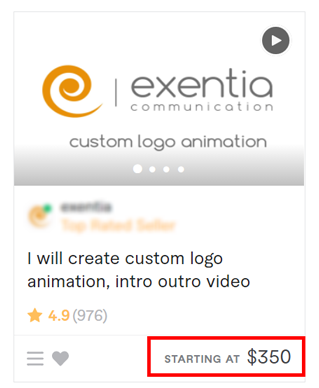 exentia
communication
custom logo animation
exentia
Top Rated Seller
I will create custom logo
animation, intro outro video
4.9 (976)
STARTING AT $350